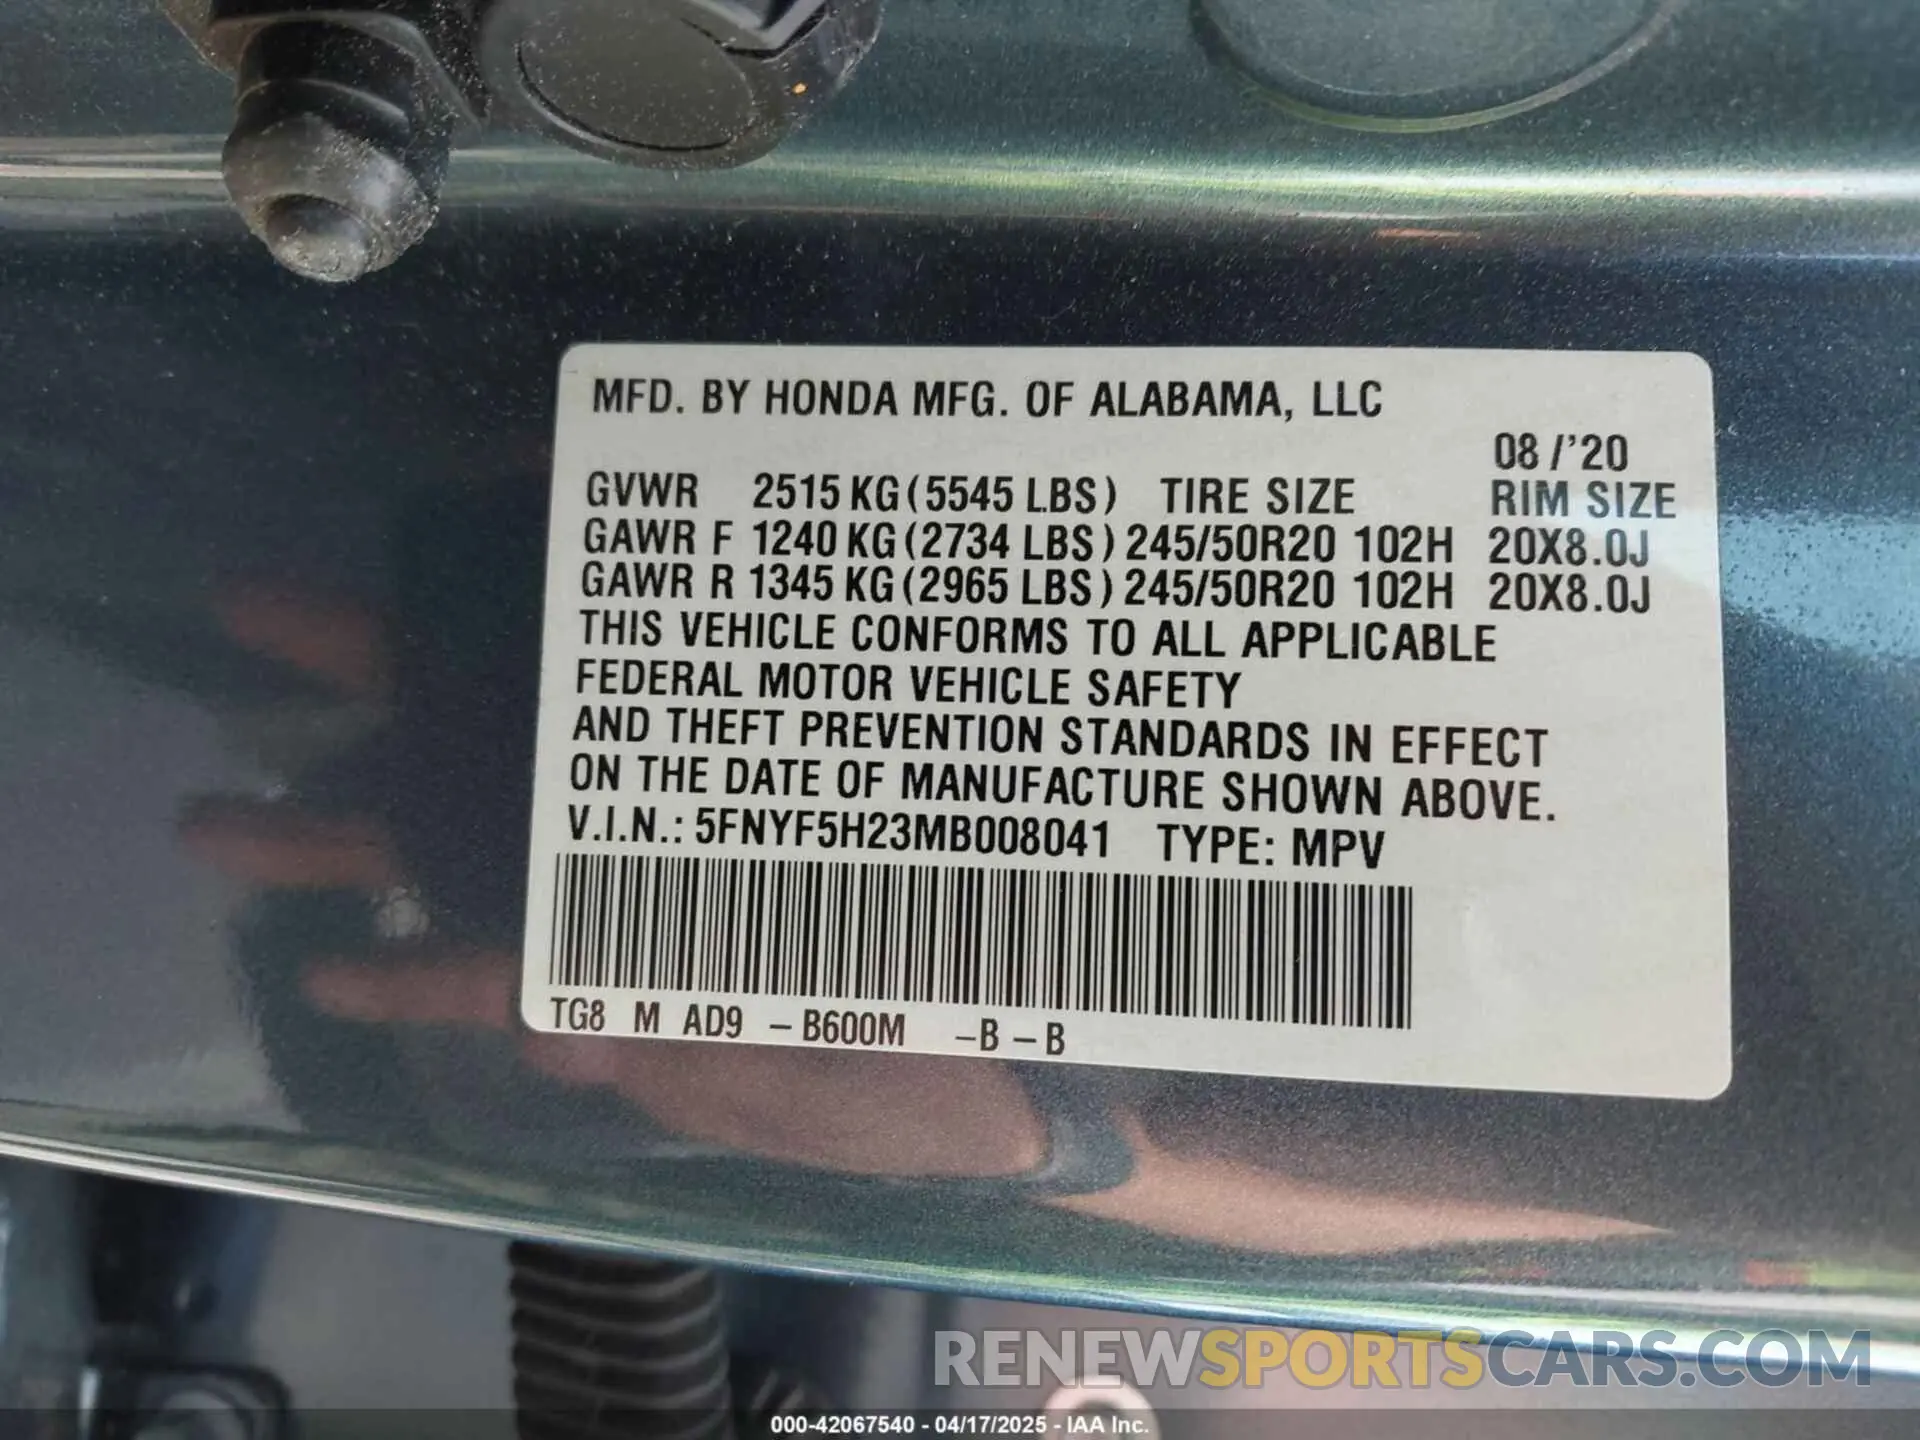 MFD. BY HONDA MFG. OF ALABAMA, LLC
08 /'20
GVWR 2515 KG (5545 LBS) TIRE SIZE RIM SIZE
GAWR F 1240 KG (2734 LBS) 245/50R20 102H 20X8.0J
GAWR R 1345 KG (2965 LBS) 245/50R20 102H 20X8.0J
THIS VEHICLE CONFORMS TO ALL APPLICABLE
FEDERAL MOTOR VEHICLE SAFETY
AND THEFT PREVENTION STANDARDS IN EFFECT
ON THE DATE OF MANUFACTURE SHOWN ABOVE.
V.I.N.: 5FNYF5H23MB008041 TYPE: MPV
TG8 M AD9 – B600M –B – B
RENEWSPORTSCARS.COM
000-42067540 - 04/17/2025 - IAA Inc.